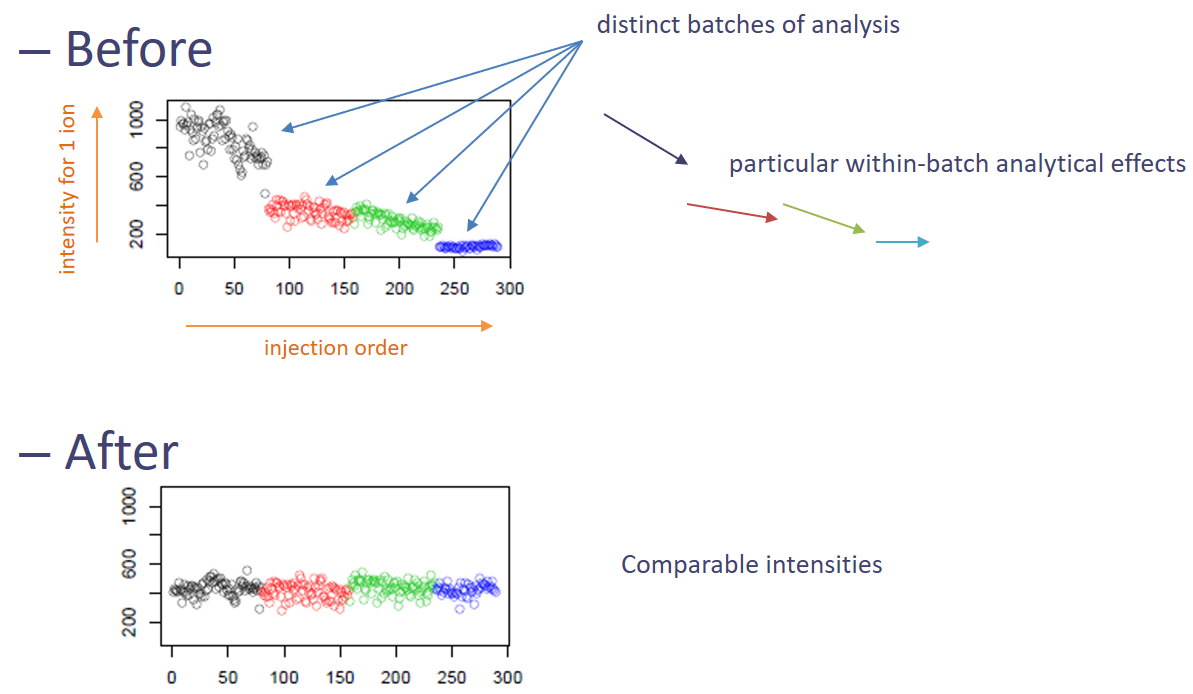 – Before
distinct batches of analysis
intensity for 1 ion
1000
600
200
particular within-batch analytical effects
0 50 100 150 200 250 300
injection order
– After
1000
600
200
Comparable intensities
0 50 100 150 200 250 300